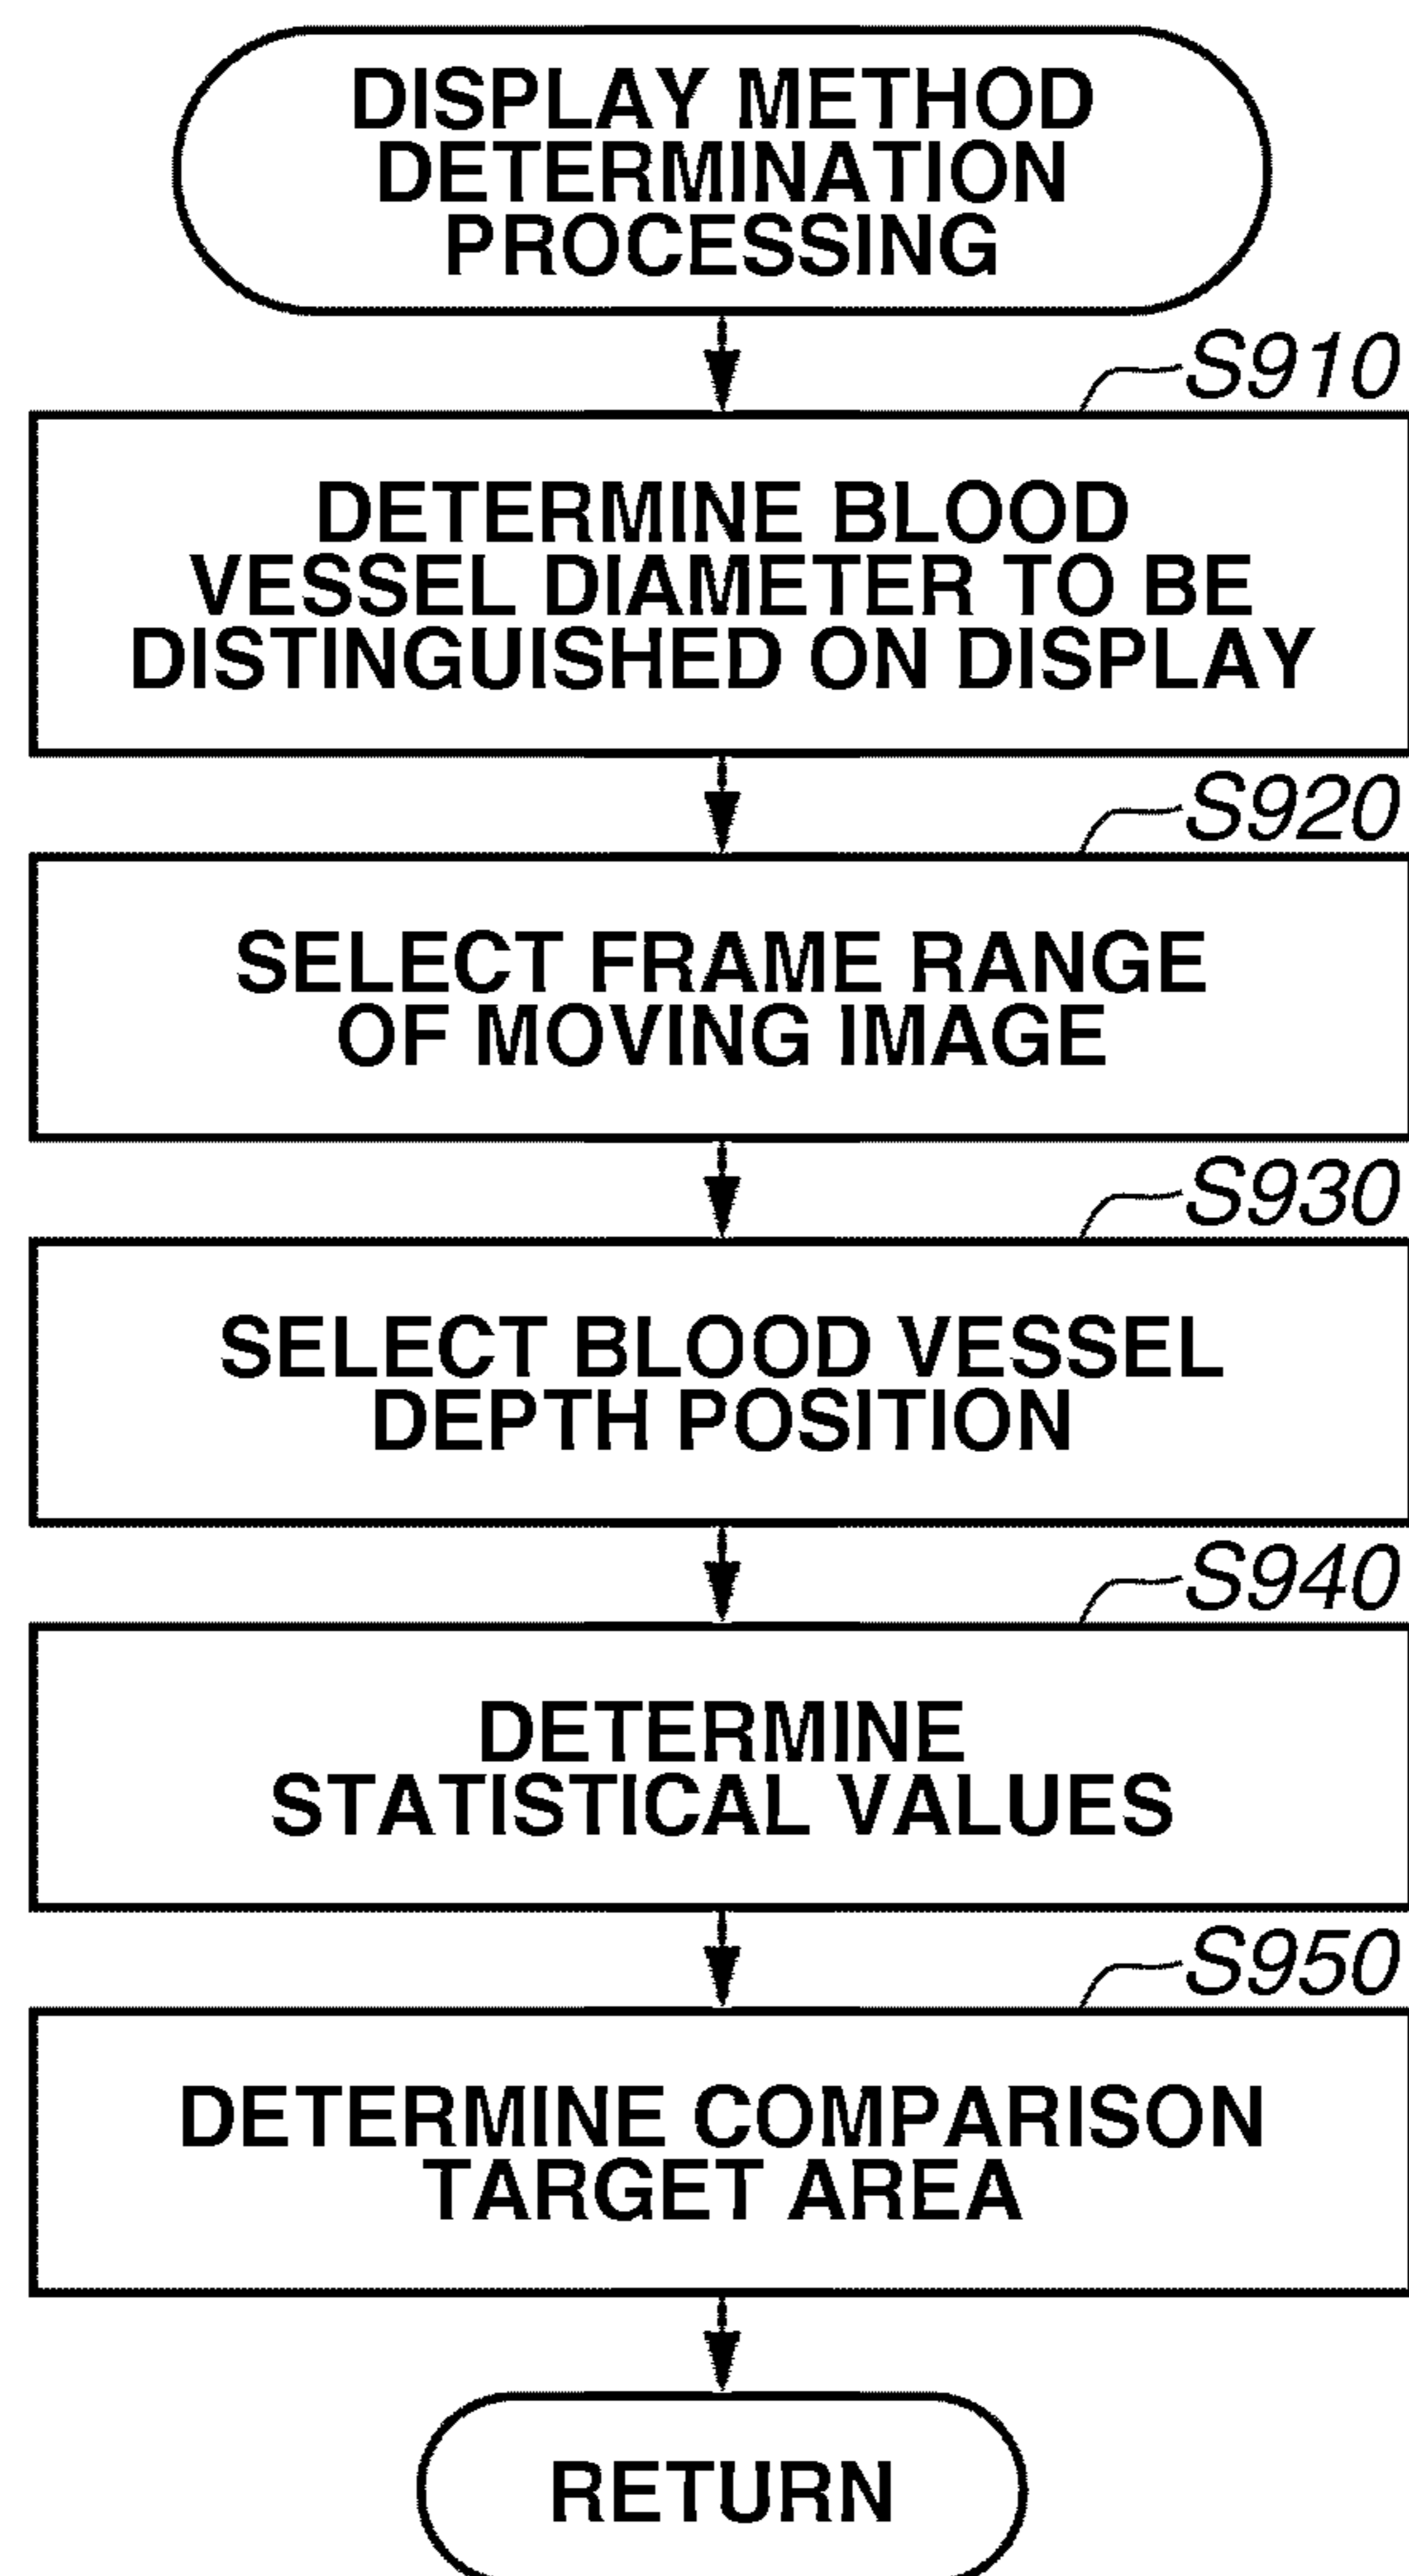 DISPLAY METHOD
DETERMINATION
PROCESSING
S910
DETERMINE BLOOD
VESSEL DIAMETER TO BE
DISTINGUISHED ON DISPLAY
S920
SELECT FRAME RANGE
OF MOVING IMAGE
S930
SELECT BLOOD VESSEL
DEPTH POSITION
S940
DETERMINE
STATISTICAL VALUES
S950
DETERMINE COMPARISON
TARGET AREA
RETURN